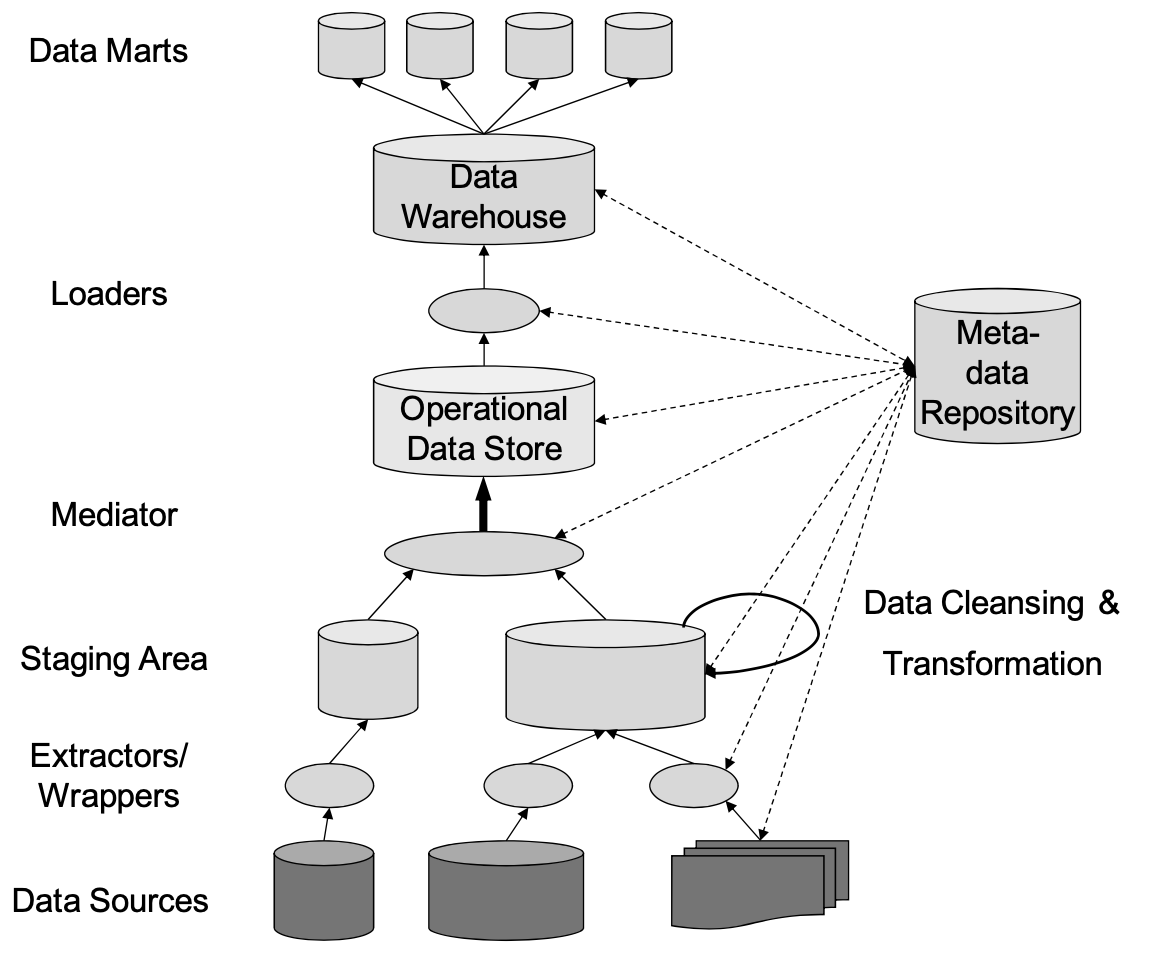 Data Marts
Data
Warehouse
Loaders
Meta-
data
Repository
Operational
Data Store
Mediator
Data Cleansing &
Transformation
Staging Area
Extractors/
Wrappers
Data Sources